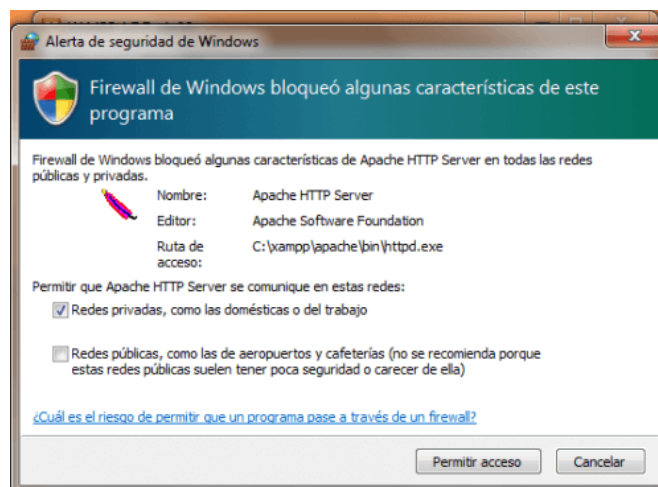 Alerta de seguridad de Windows
Firewall de Windows bloqueó algunas características de este
programa
Firewall de Windows bloqueó algunas características de Apache HTTP Server en todas las redes
públicas y privadas.
Nombre: Apache HTTP Server
Editor: Apache Software Foundation
Ruta de acceso: C:\xampp\apache\bin\httpd.exe
Permitir que Apache HTTP Server se comunique en estas redes:
Redes privadas, como las domésticas o del trabajo
Redes públicas, como las de aeropuertos y cafeterías (no se recomienda porque
estas redes públicas suelen tener poca seguridad o carecer de ella)
¿Cuál es el riesgo de permitir que un programa pase a través de un firewall?
Permitir acceso Cancelar